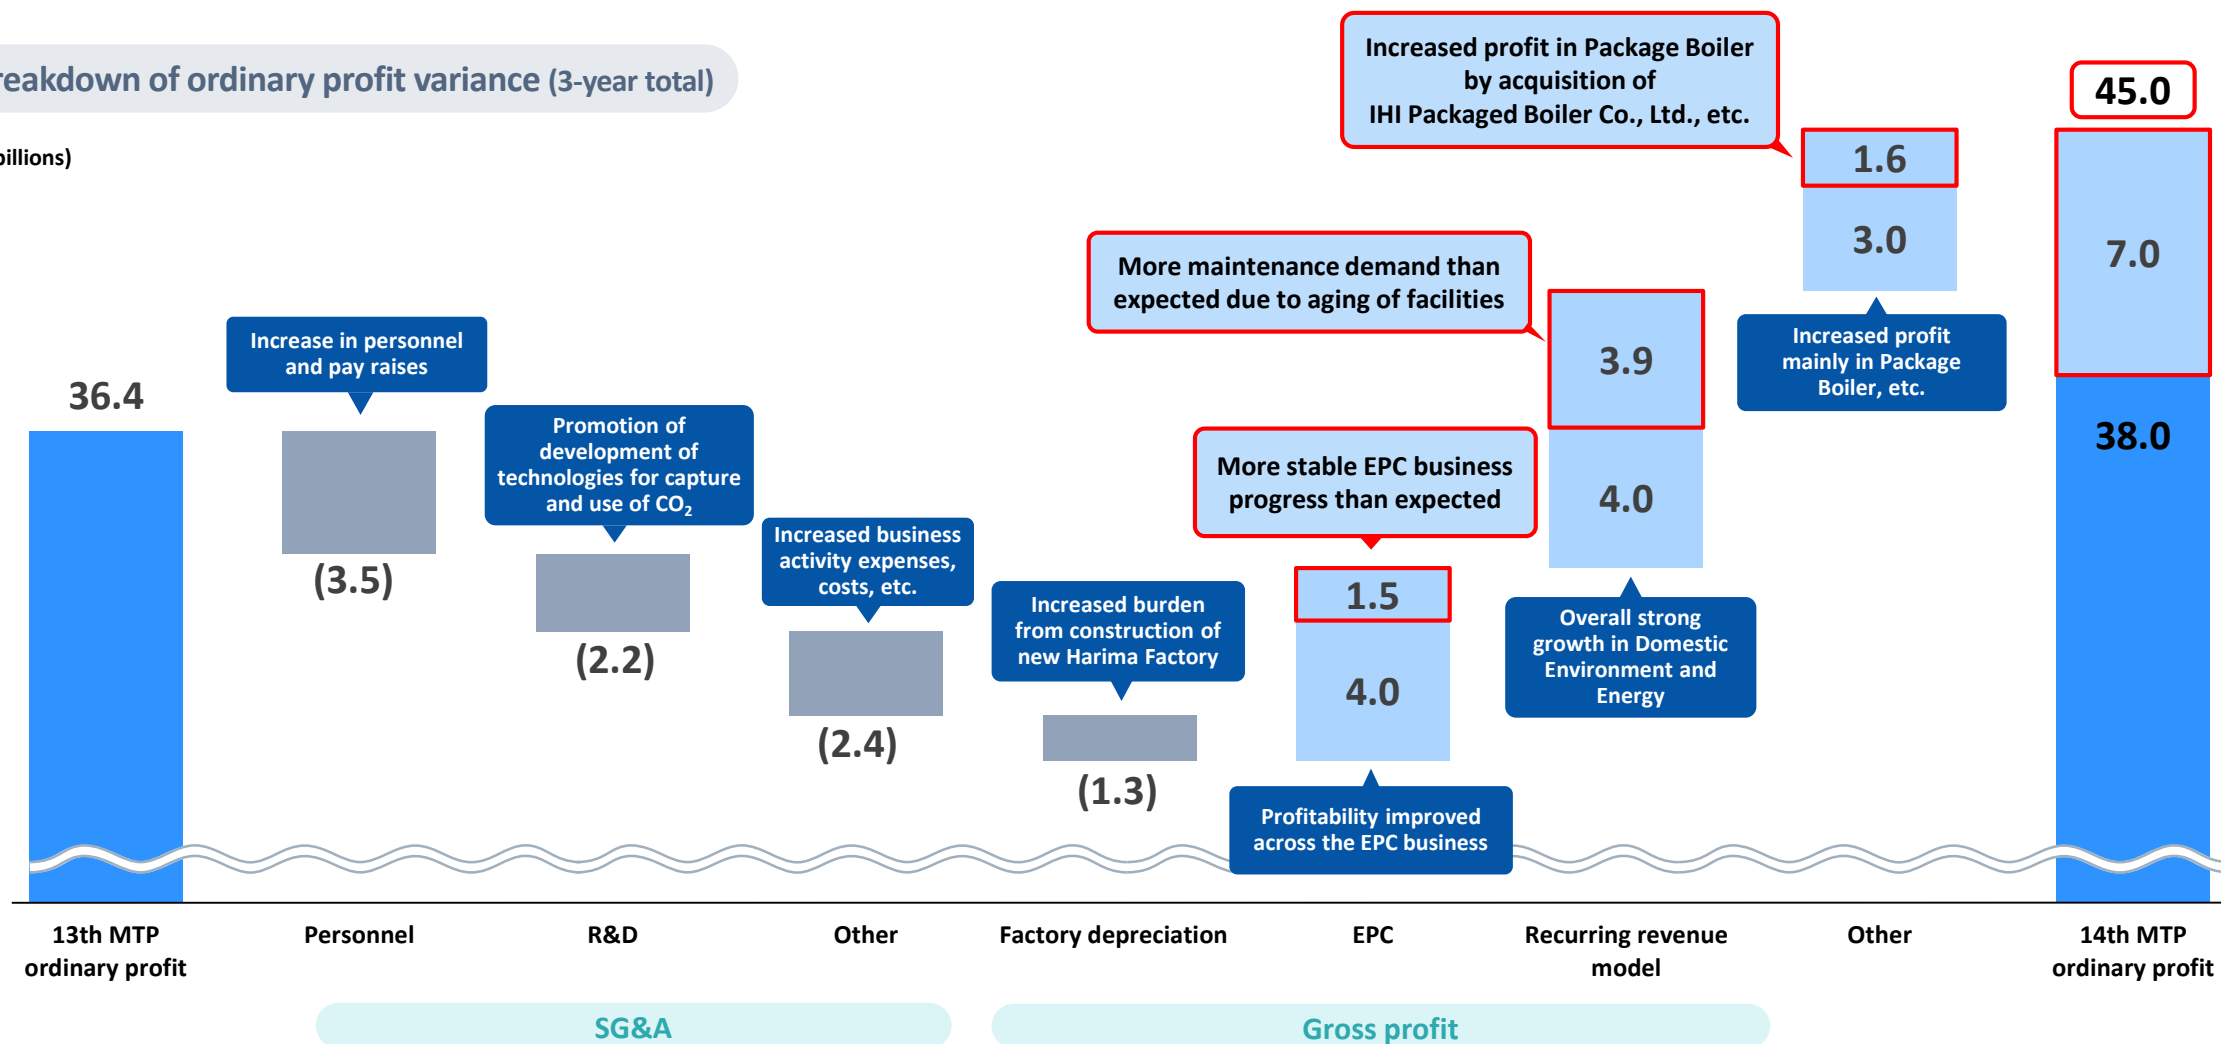 reakdown of ordinary profit variance (3-year total)
billions)
Increased profit in Package Boiler
by acquisition of
IHI Packaged Boiler Co., Ltd., etc.
45.0
1.6
3.0
7.0
38.0
More maintenance demand than
expected due to aging of facilities
3.9
4.0
Increased profit
mainly in Package
Boiler, etc.
36.4
Increase in personnel
and pay raises
(3.5)
Promotion of
development of
technologies for capture
and use of CO₂
(2.2)
Increased business
activity expenses,
costs, etc.
(2.4)
Increased burden
from construction of
new Harima Factory
(1.3)
More stable EPC business
progress than expected
1.5
4.0
Profitability improved
across the EPC business
Overall strong
growth in Domestic
Environment and
Energy
13th MTP
ordinary profit
Personnel
R&D
Other
Factory depreciation
EPC
Recurring revenue
model
Other
14th MTP
ordinary profit
SG&A
Gross profit